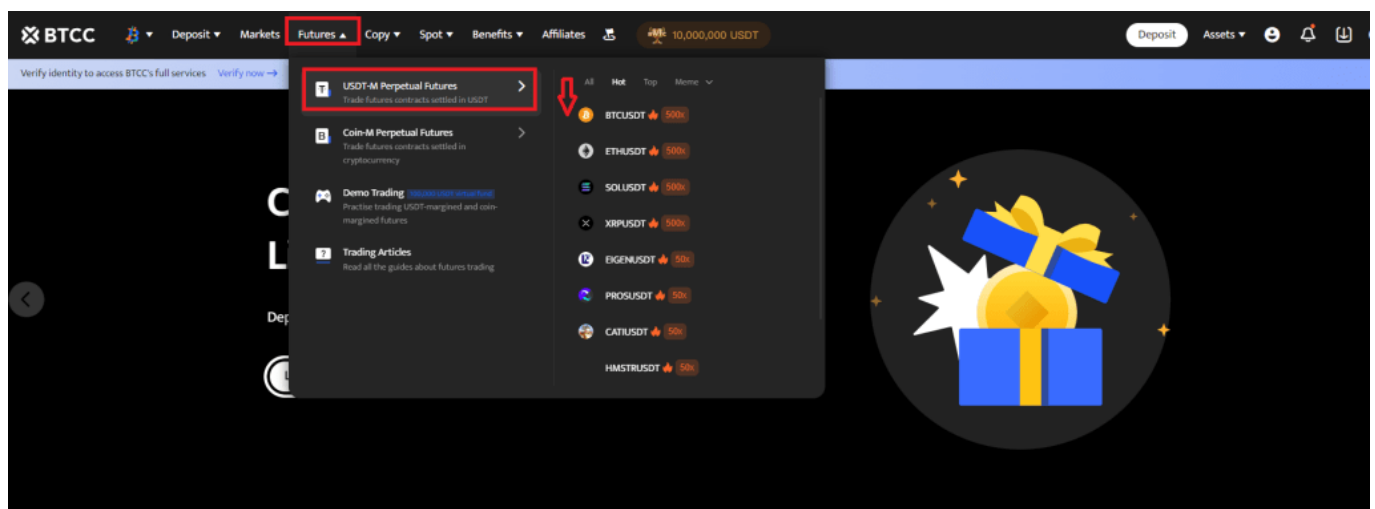 BTCC
Deposit
Markets
Futures
Copy
Spot
Benefits
Affiliates
10,000,000 USDT
Deposit
Assets
Verify identity to access BTCC's full services Verify now →
USDT-M Perpetual Futures
Trade futures contracts settled in USDT
Coin-M Perpetual Futures
Trade futures contracts settled in
cryptocurrency
Demo Trading
Practise trading USDT-margined and coin-
margined futures
Trading Articles
Read all the guides about futures trading
All Hot Top Meme
BTCUSDT 500x
ETHUSDT 500x
SOLUSDT 500x
XRPUSDT 500x
EIGENUSDT 50x
PROSUSDT 50x
CATIUSDT 50x
HMSTRUSDT 50x
C
L
Dep